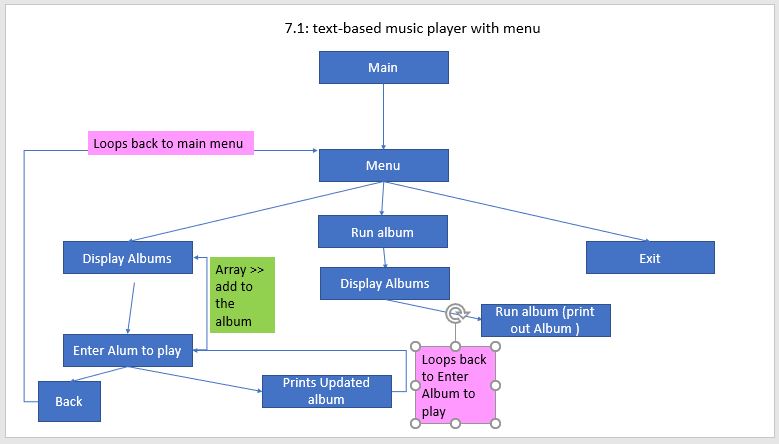 7.1: text-based music player with menu
Main
Loops back to main menu
Menu
Run album
Display Albums
Array >>
add to
the
album
Display Albums
Exit
Run album (print
out Album )
Enter Alum to play
Loops back
to Enter
Album to
play
Prints Updated
album
Back